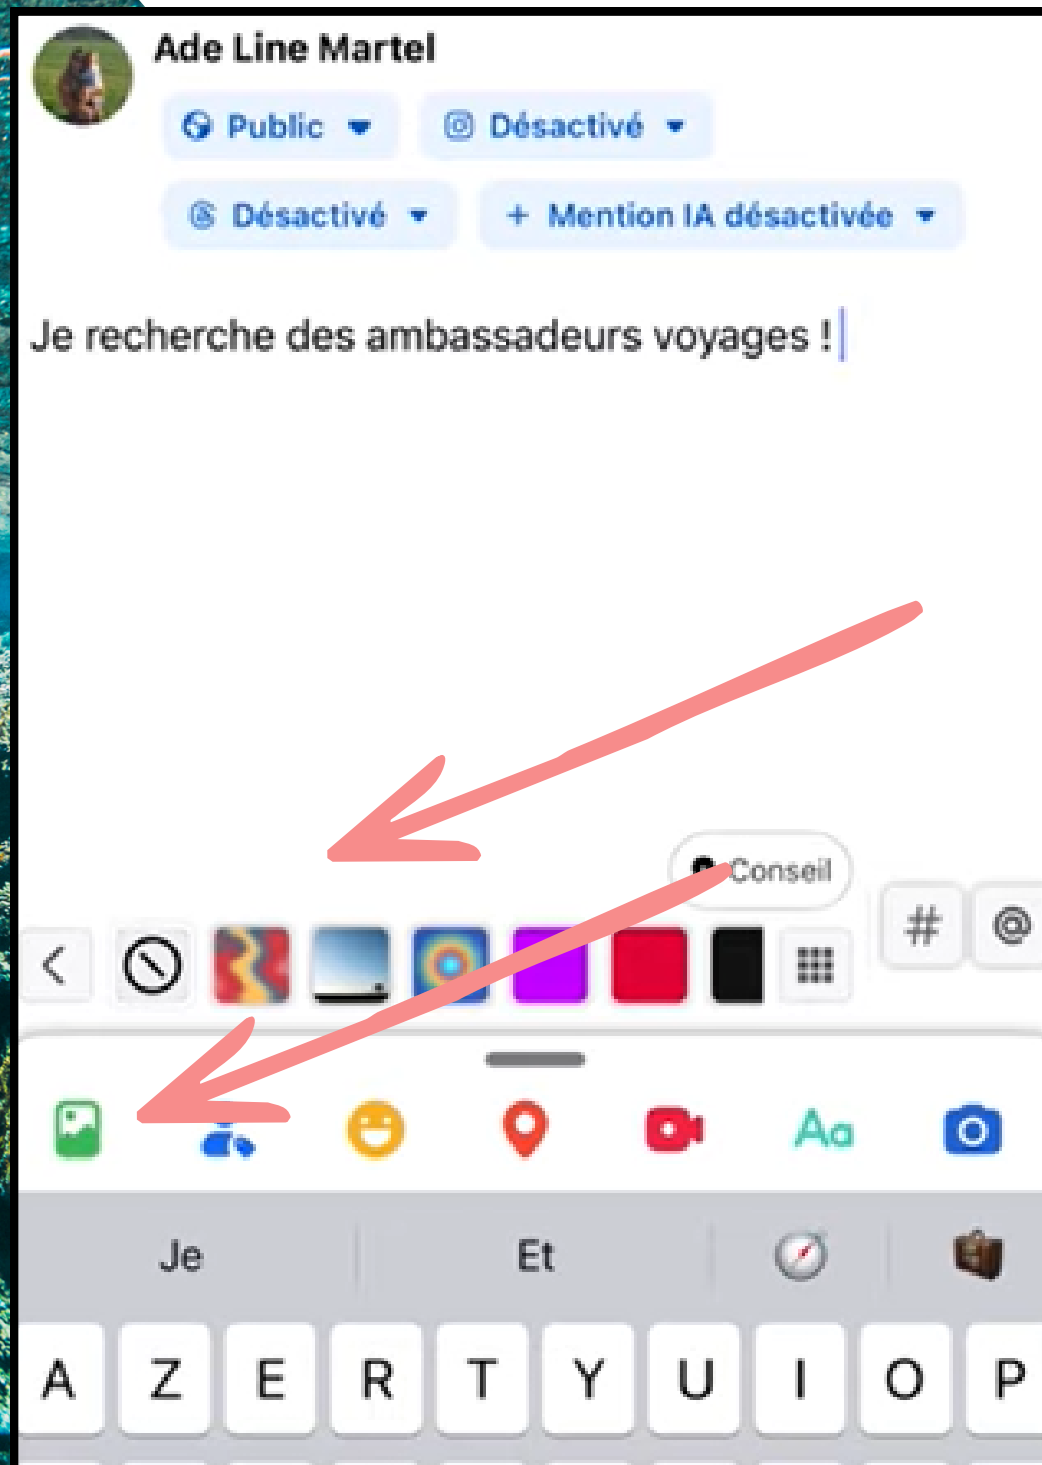 Ade Line Martel
Public
Désactivé
Désactivé
+ Mention IA désactivée
Je recherche des ambassadeurs voyages !
Conseil
# @
Aa
Je Et
A Z E R T Y U I O P